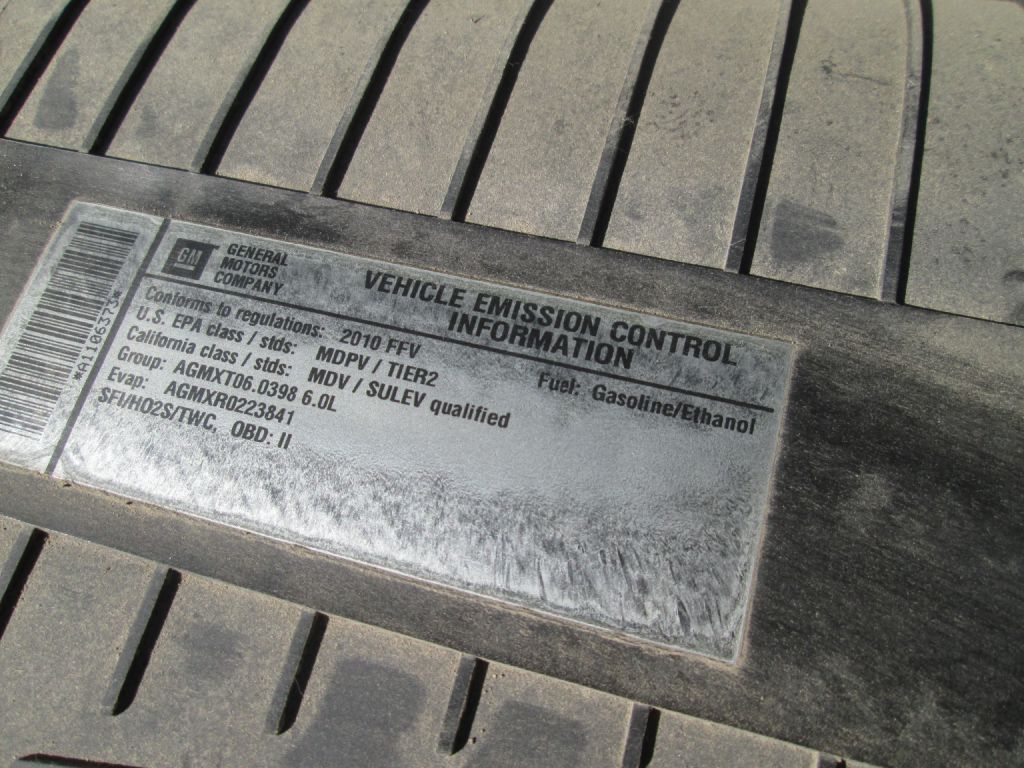 GM
GENERAL
MOTORS
COMPANY
VEHICLE EMISSION CONTROL
INFORMATION
Conforms to regulations: 2010 FFV
Fuel: Gasoline/Ethanol
U.S. EPA class / stds: MDPV / TIER2
California class / stds: MDV / SULEV qualified
Group: AGMXT06.0398 6.0L
Evap: AGMXR0223841
SFI/HO2S/TWC, OBD: II